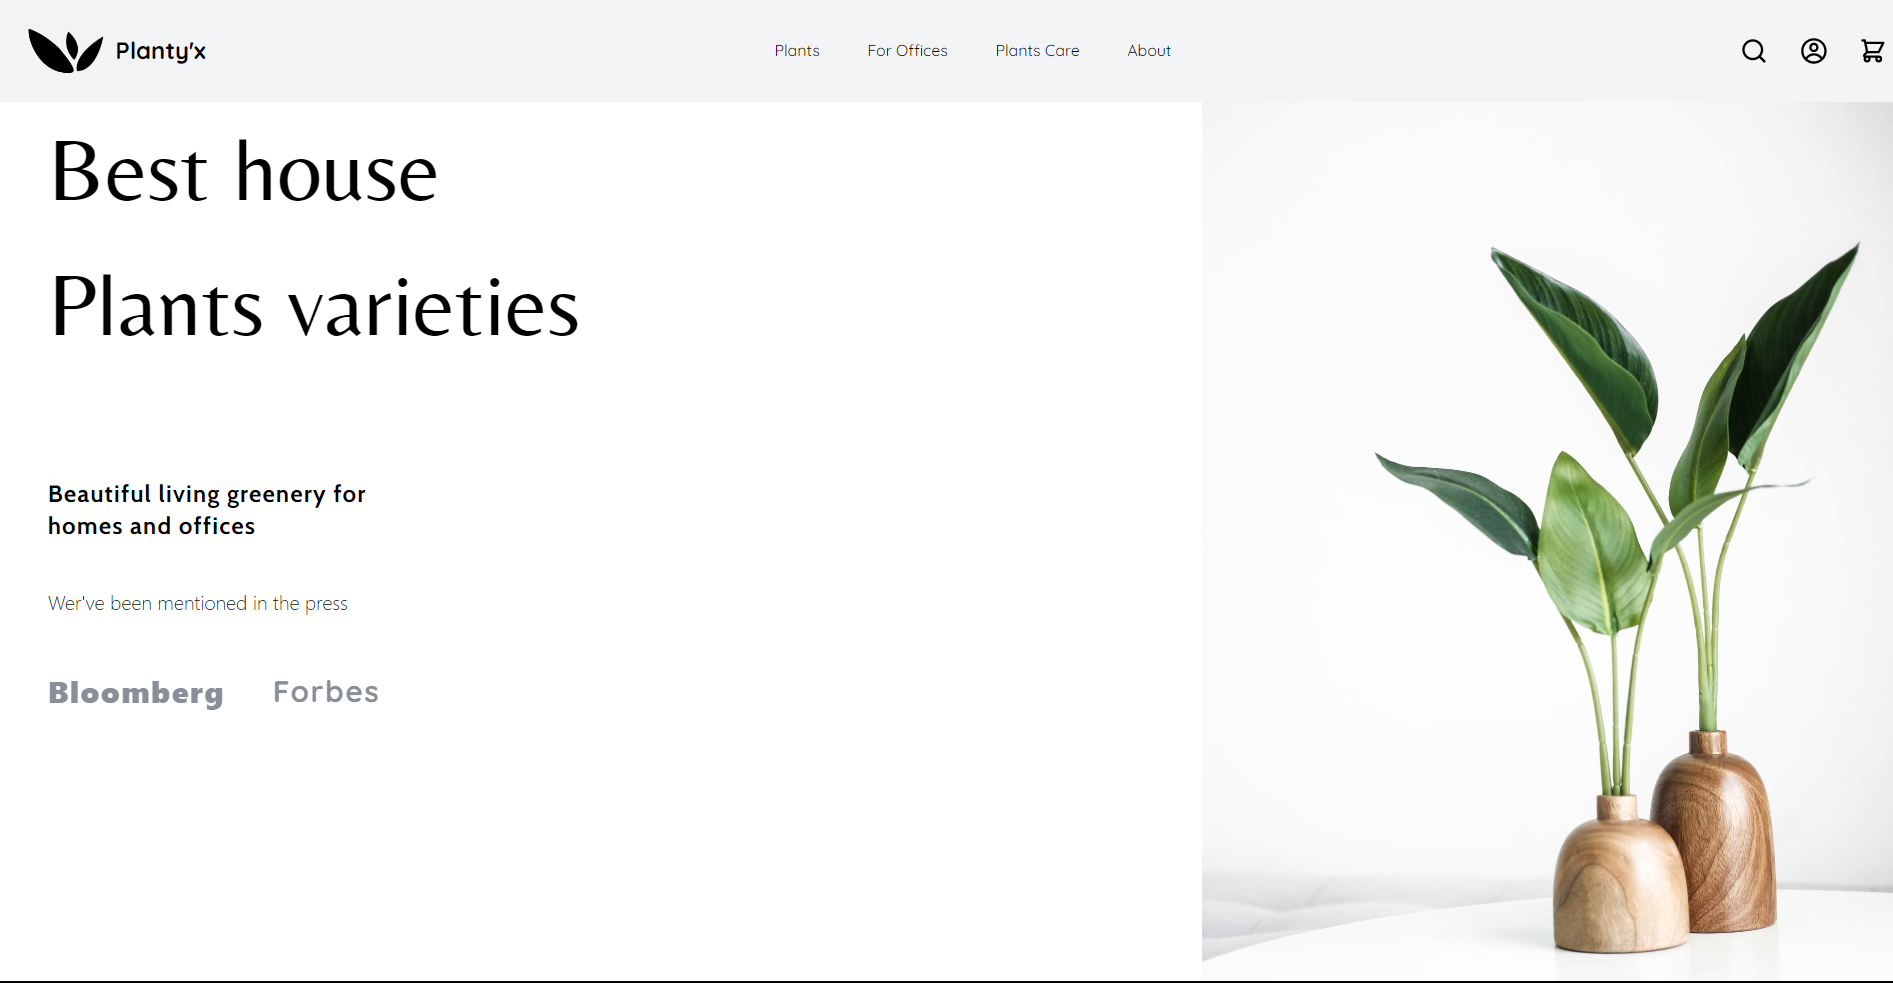 Planty'x
Plants
For Offices
Plants Care
About
Best house
Plants varieties
Beautiful living greenery for
homes and offices
Wer've been mentioned in the press
Bloomberg
Forbes